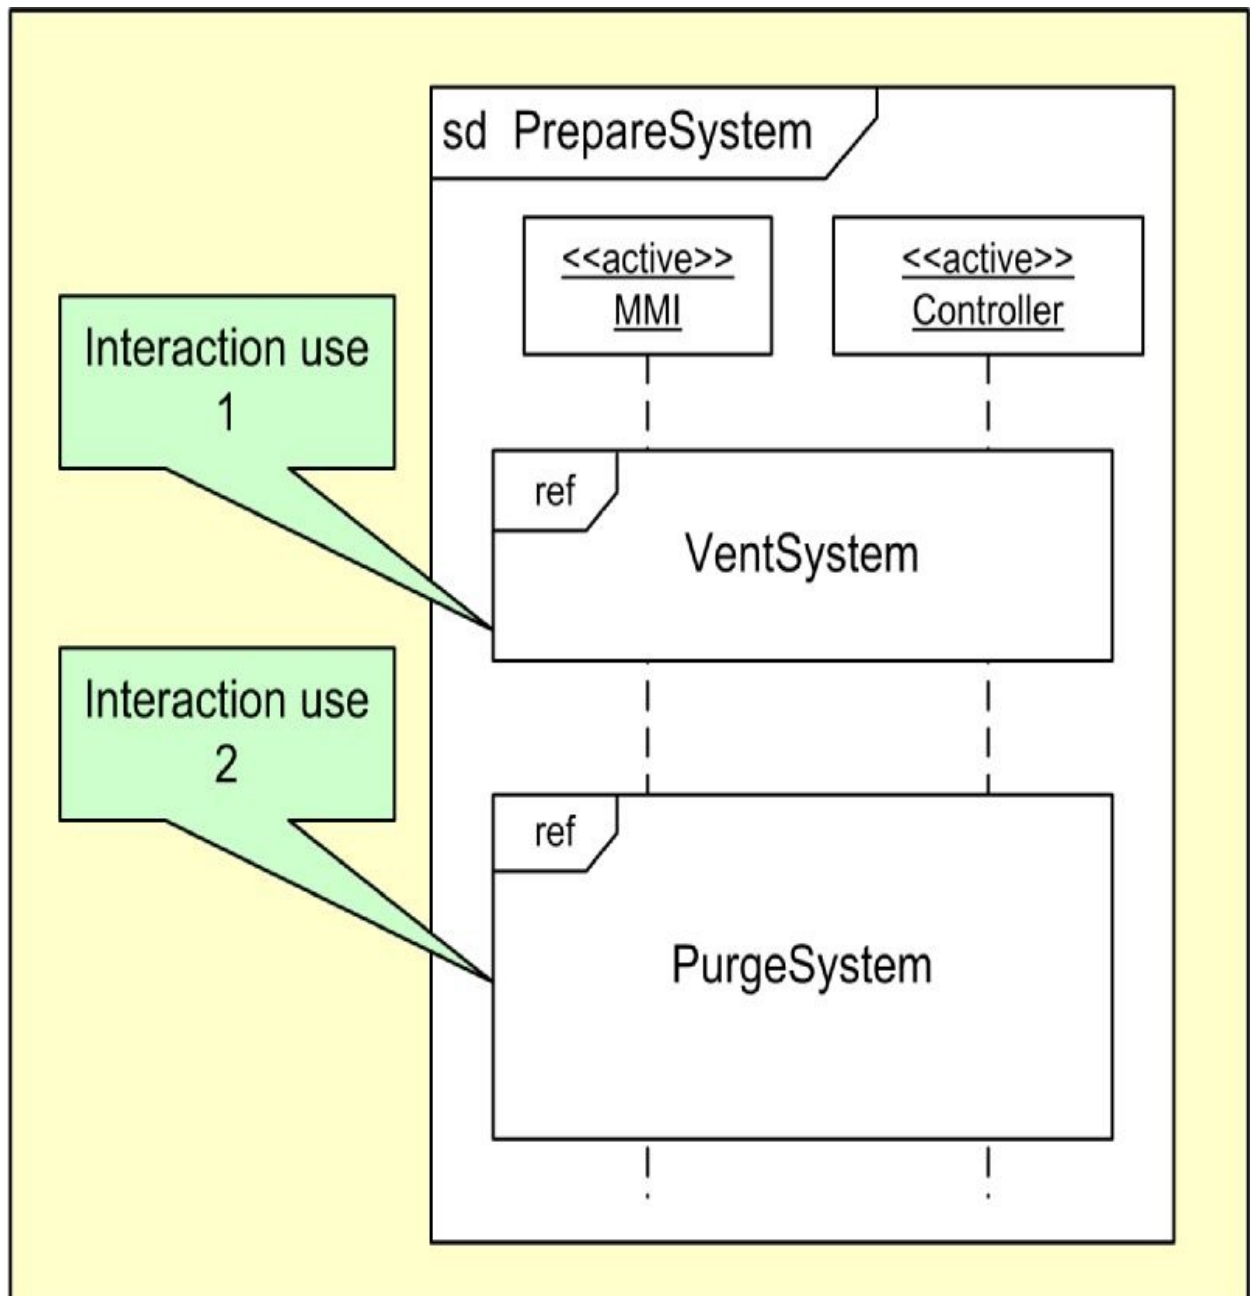 sd PrepareSystem
<<active>>
MMI
<<active>>
Controller
Interaction use
1
ref
VentSystem
Interaction use
2
ref
PurgeSystem